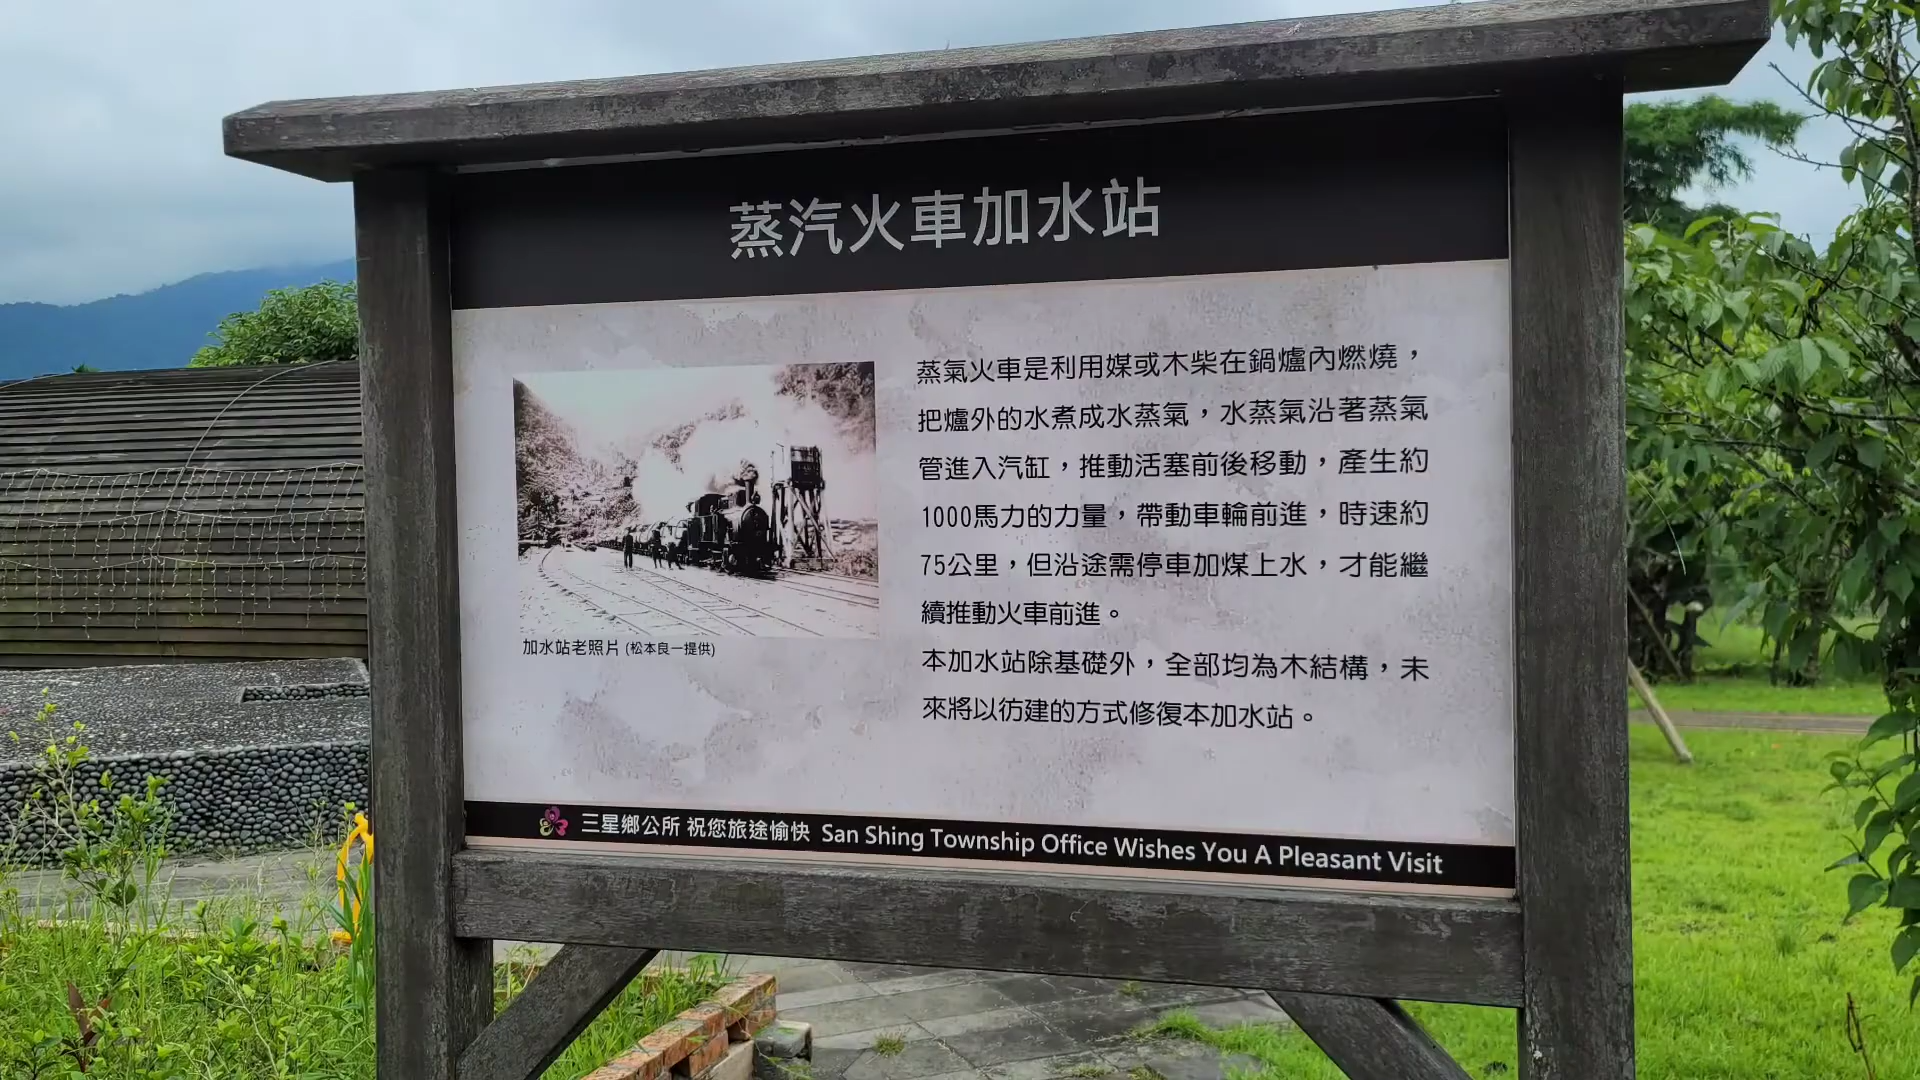 蒸汽火車加水站
蒸氣火車是利用媒或木柴在鍋爐內燃燒，
把爐外的水煮成水蒸氣，水蒸氣沿著蒸氣
管進入汽缸，推動活塞前後移動，產生約
1000馬力的力量，帶動車輪前進，時速約
75公里，但沿途需停車加煤上水，才能繼
續推動火車前進。
本加水站除基礎外，全部均為木結構，未
來將以彷建的方式修復本加水站。
加水站老照片 (松本良一提供)
三星鄉公所 祝您旅途愉快 San Shing Township Office Wishes You A Pleasant Visit